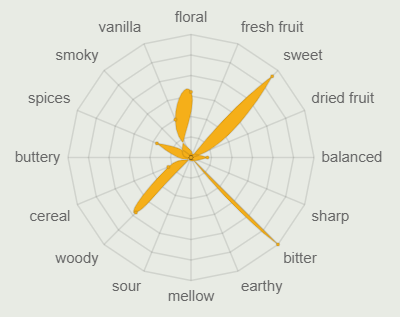 floral
vanilla
fresh fruit
smoky
sweet
spices
dried fruit
buttery
balanced
cereal
sharp
woody
bitter
sour
earthy
mellow